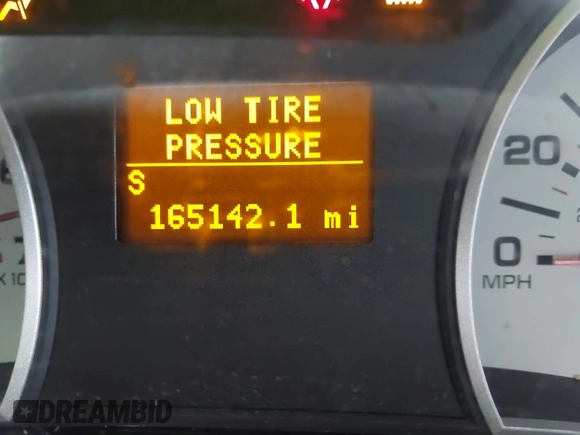 LOW TIRE
PRESSURE
S
165142.1 mi
20
0
MPH
DREAMBID